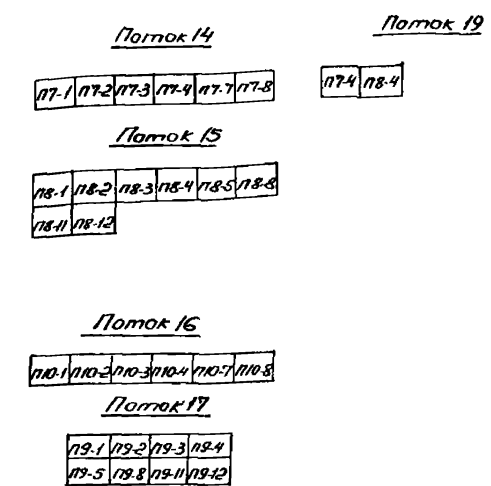 Поток 14
Поток 19
П7-1 П7-2 П7-3 П7-4 П7-7 П7-8
П7-4 П8-4
Поток 15
П8-1 П8-2 П8-3 П8-4 П8-5 П8-8
П8-11 П8-12
Поток 16
П10-1 П10-2 П10-3 П10-4 П10-7 П10-8
Поток 17
П9-1 П9-2 П9-3 П9-4
П9-5 П9-8 П9-11 П9-12